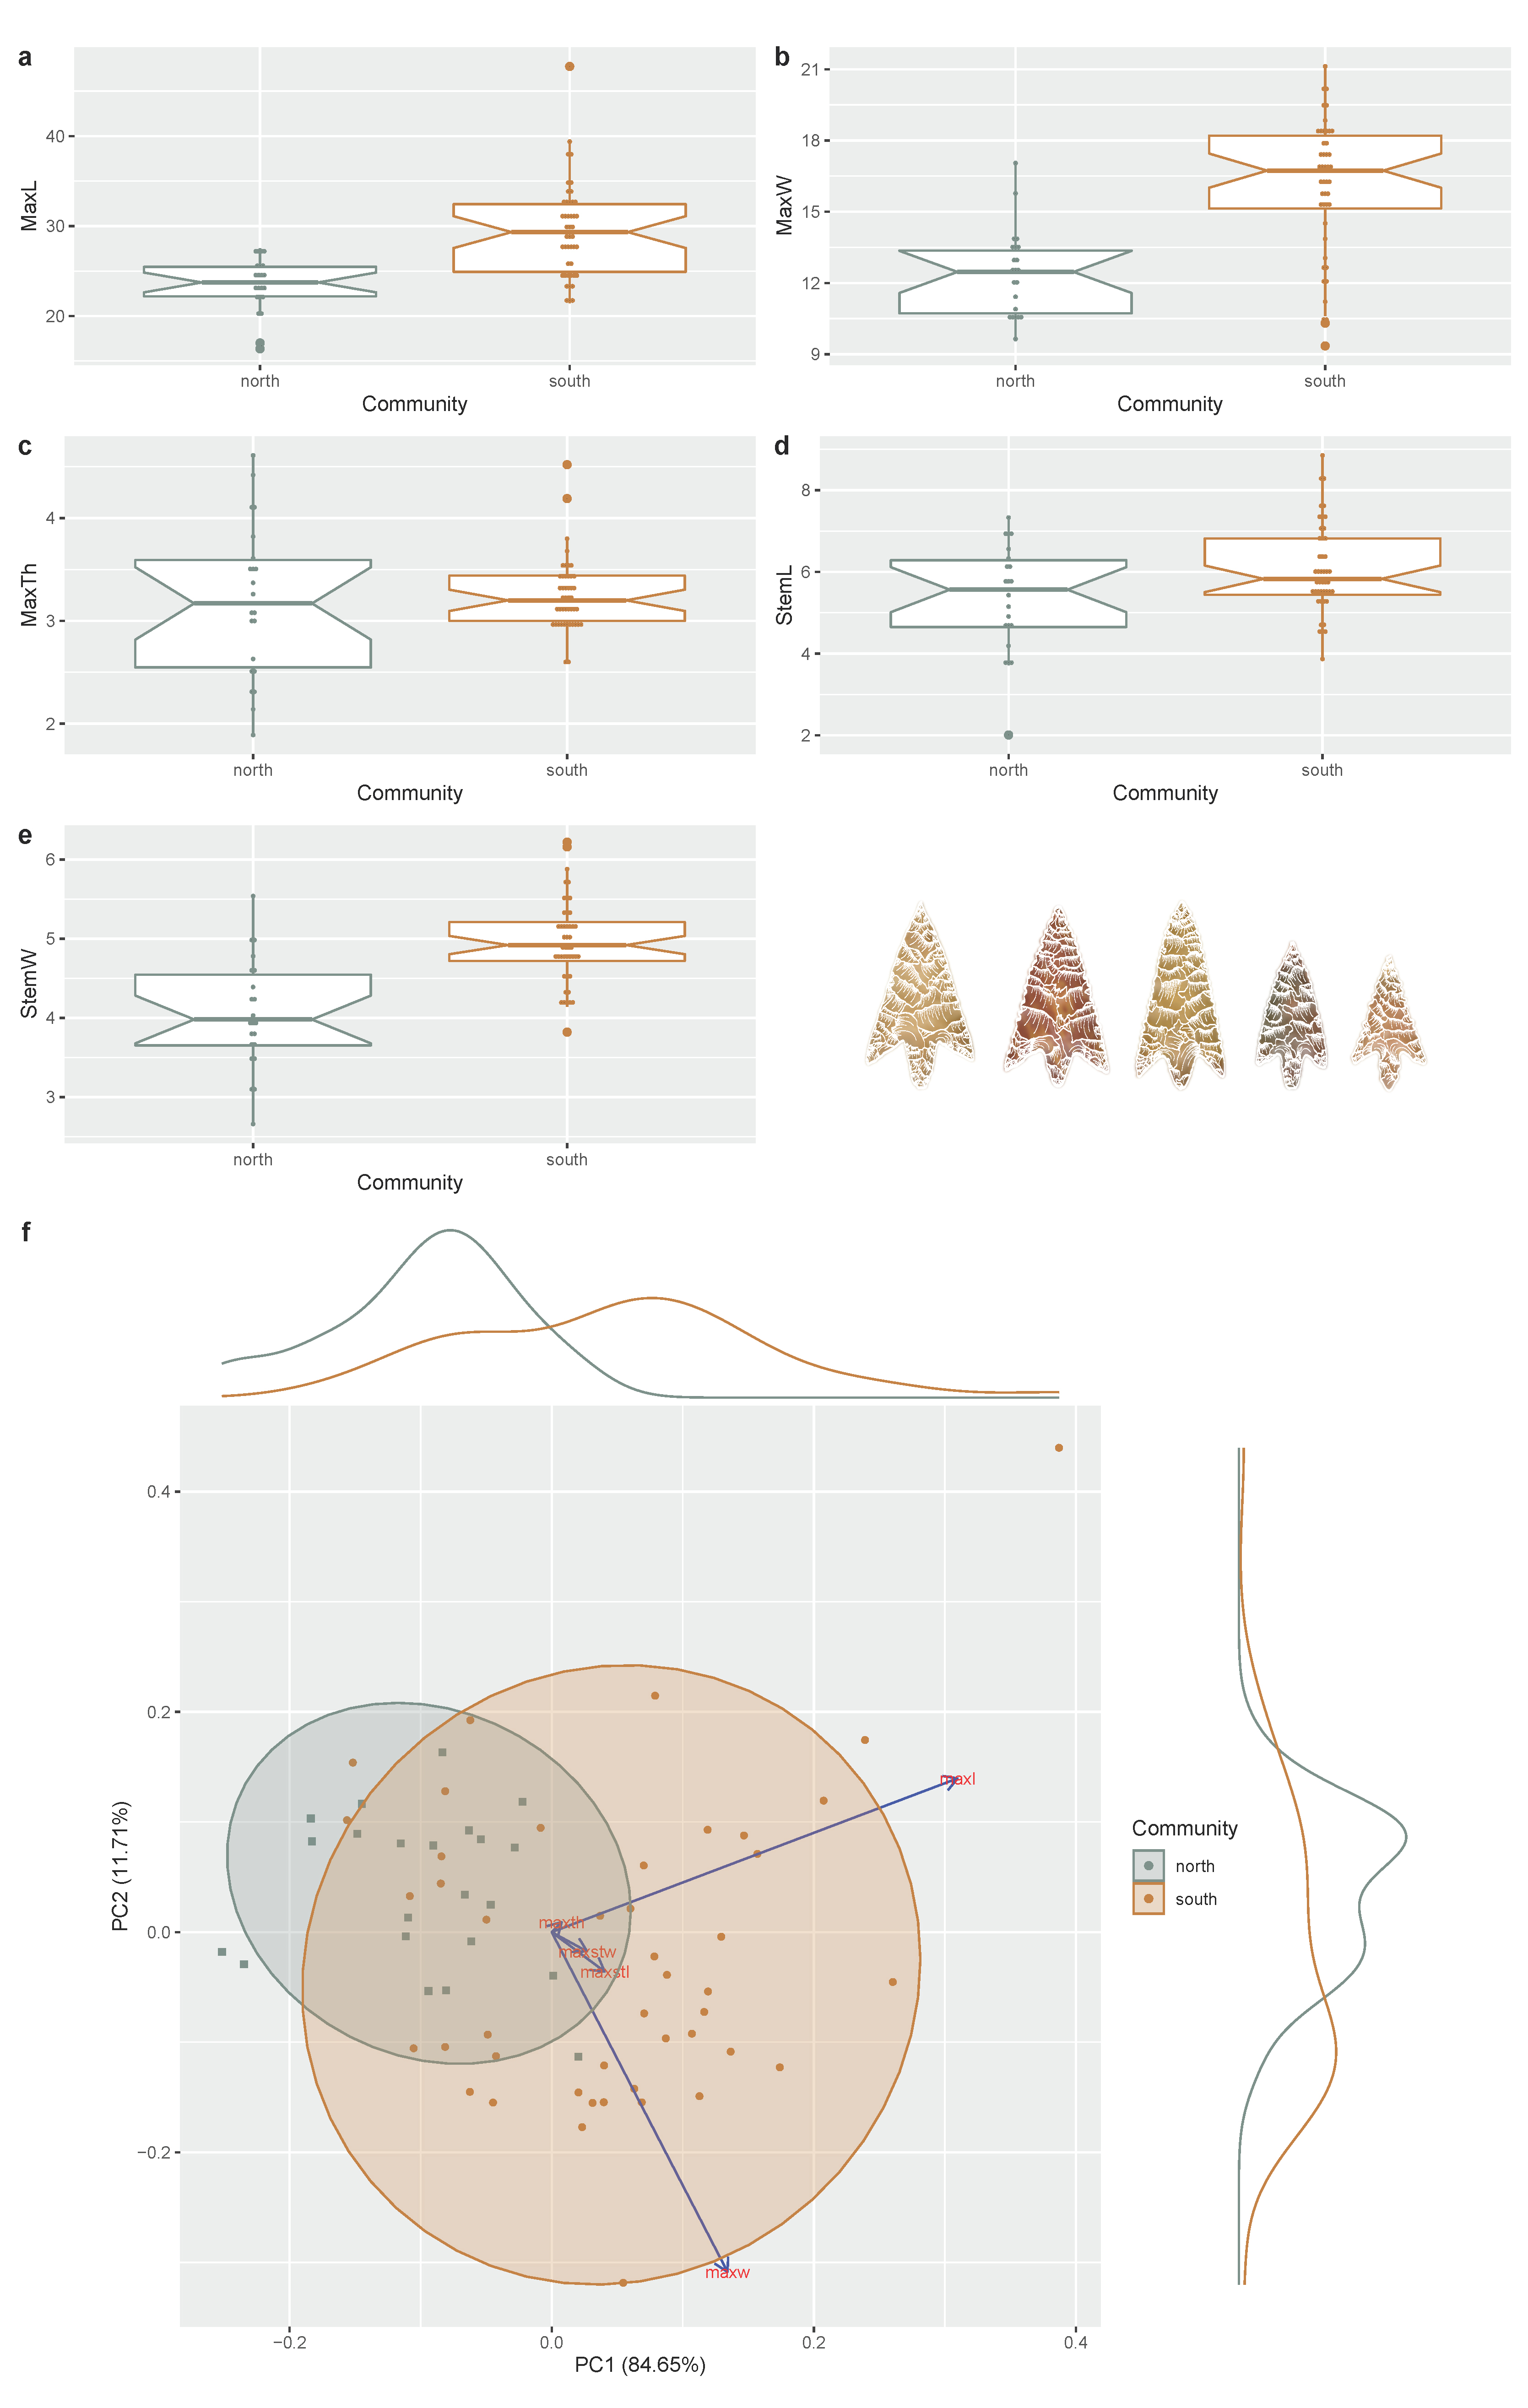 a
40
30
20
MaxL
north
south
Community
b
21
18
15
12
9
MaxW
north
south
Community
c
4
3
2
MaxTh
north
south
Community
d
8
6
4
2
StemL
north
south
Community
e
6
5
4
3
StemW
north
south
Community
f
0.4
0.2
0.0
−0.2
PC2 (11.71%)
maxl
maxth
maxstw
maxstl
maxw
−0.2
0.0
0.2
0.4
PC1 (84.65%)
Community
north
south